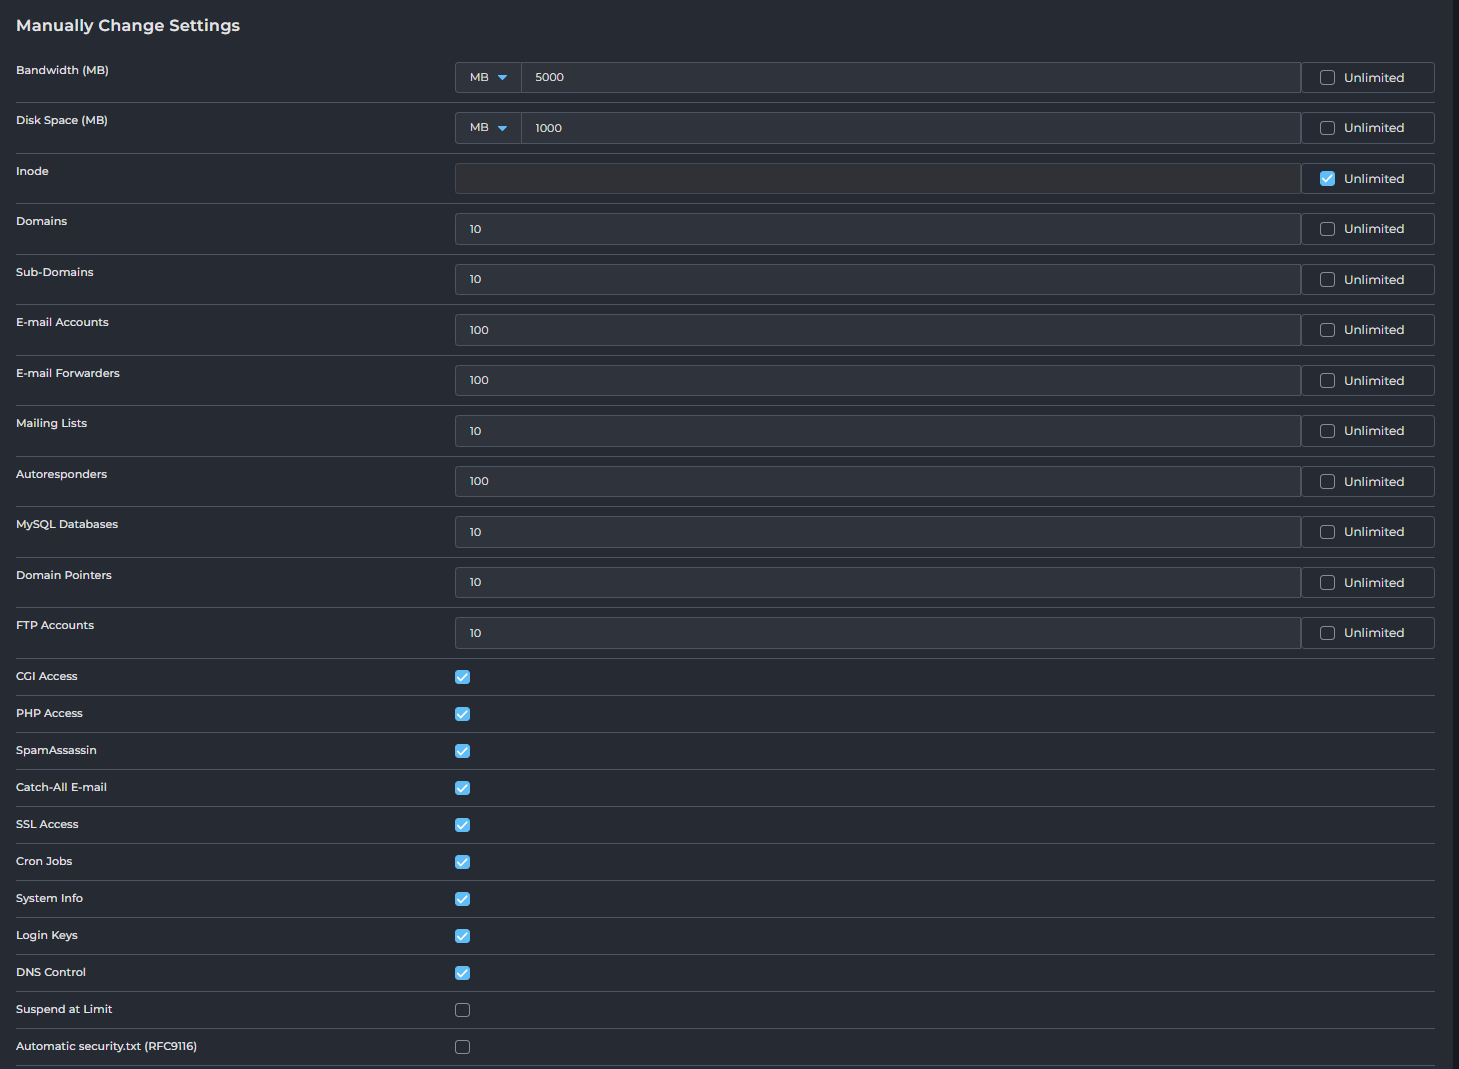 Manually Change Settings
Bandwidth (MB)
MB
5000
Unlimited
Disk Space (MB)
MB
1000
Unlimited
Inode
Unlimited
Domains
10
Unlimited
Sub-Domains
10
Unlimited
E-mail Accounts
100
Unlimited
E-mail Forwarders
100
Unlimited
Mailing Lists
10
Unlimited
Autoresponders
100
Unlimited
MySQL Databases
10
Unlimited
Domain Pointers
10
Unlimited
FTP Accounts
10
Unlimited
CGI Access
PHP Access
SpamAssassin
Catch-All E-mail
SSL Access
Cron Jobs
System Info
Login Keys
DNS Control
Suspend at Limit
Automatic security.txt (RFC9116)